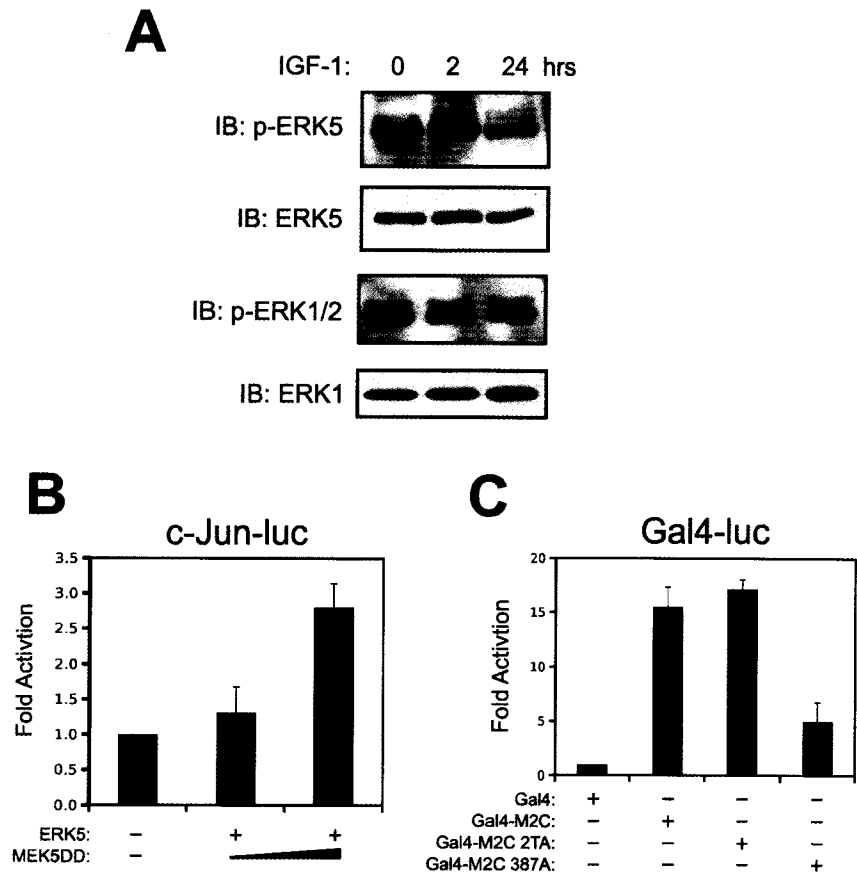 A
IGF-1: 0 2 24 hrs
IB: p-ERK5
IB: ERK5
IB: p-ERK1/2
IB: ERK1
B
c-Jun-luc
Fold Activtion
3.5
3.0
2.5
2.0
1.5
1.0
0.5
0.0
ERK5: – + +
MEK5DD: –
C
Gal4-luc
Fold Activtion
20
15
10
5
0
Gal4: + – – –
Gal4-M2C: – + – –
Gal4-M2C 2TA: – – + –
Gal4-M2C 387A: – – – +